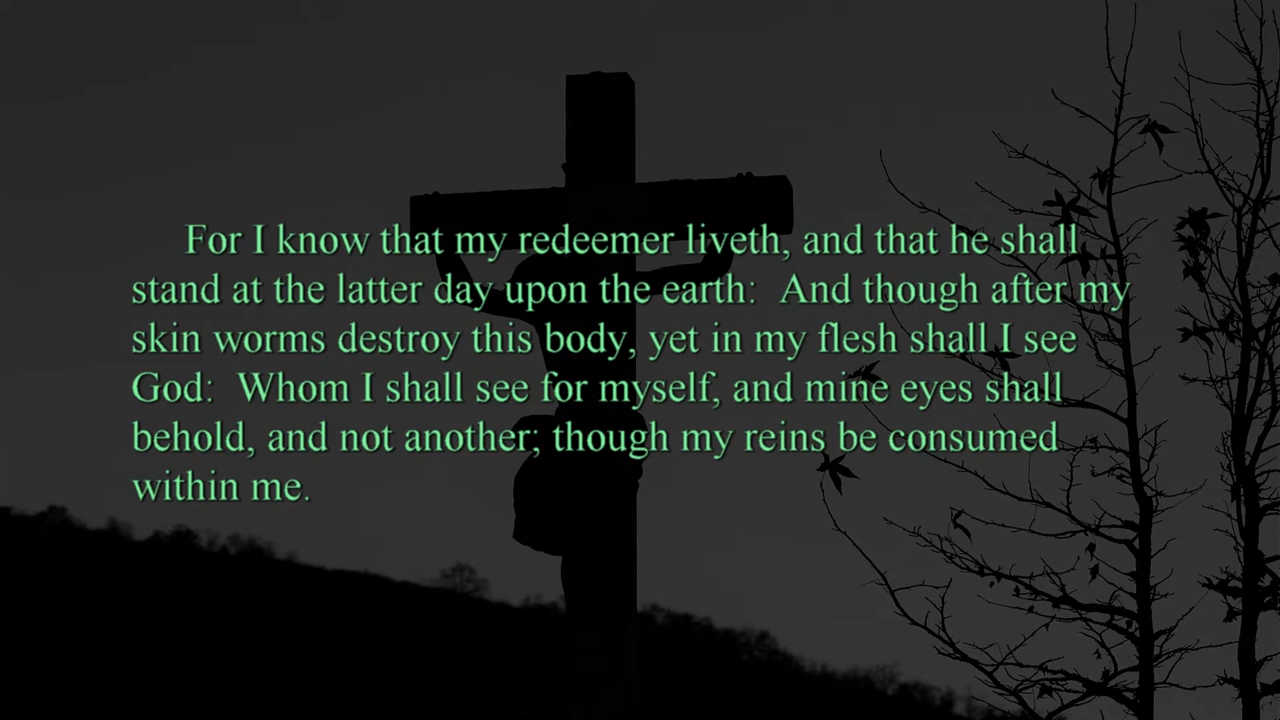 For I know that my redeemer liveth, and that he shall
stand at the latter day upon the earth:  And though after my
skin worms destroy this body, yet in my flesh shall I see
God:  Whom I shall see for myself, and mine eyes shall
behold, and not another; though my reins be consumed
within me.